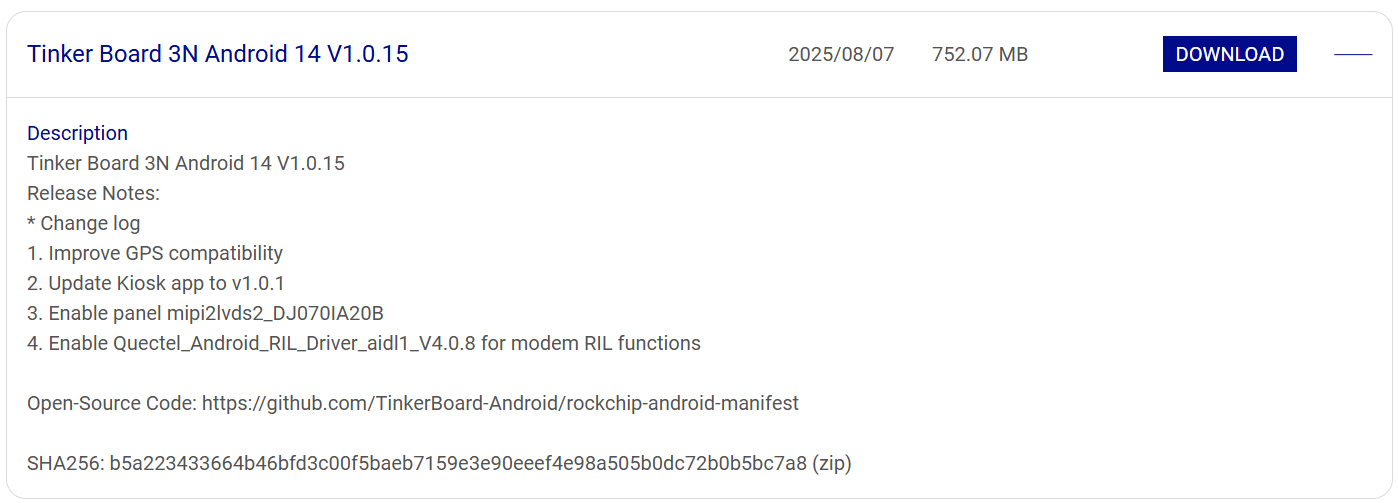 Tinker Board 3N Android 14 V1.0.15 2025/08/07 752.07 MB DOWNLOAD
Description
Tinker Board 3N Android 14 V1.0.15
Release Notes:
* Change log
1. Improve GPS compatibility
2. Update Kiosk app to v1.0.1
3. Enable panel mipi2lvds2_DJ070IA20B
4. Enable Quectel_Android_RIL_Driver_aidl1_V4.0.8 for modem RIL functions
Open-Source Code: https://github.com/TinkerBoard-Android/rockchip-android-manifest
SHA256: b5a223433664b46bfd3c00f5baeb7159e3e90eeef4e98a505b0dc72b0b5bc7a8 (zip)